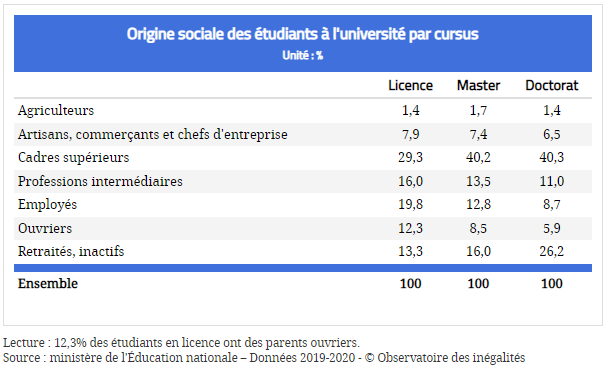 Origine sociale des étudiants à l'université par cursus
Unité : %
Licence Master Doctorat
Agriculteurs 1,4 1,7 1,4
Artisans, commerçants et chefs d'entreprise 7,9 7,4 6,5
Cadres supérieurs 29,3 40,2 40,3
Professions intermédiaires 16,0 13,5 11,0
Employés 19,8 12,8 8,7
Ouvriers 12,3 8,5 5,9
Retraités, inactifs 13,3 16,0 26,2
Ensemble 100 100 100
Lecture : 12,3% des étudiants en licence ont des parents ouvriers.
Source : ministère de l'Éducation nationale – Données 2019-2020 - © Observatoire des inégalités